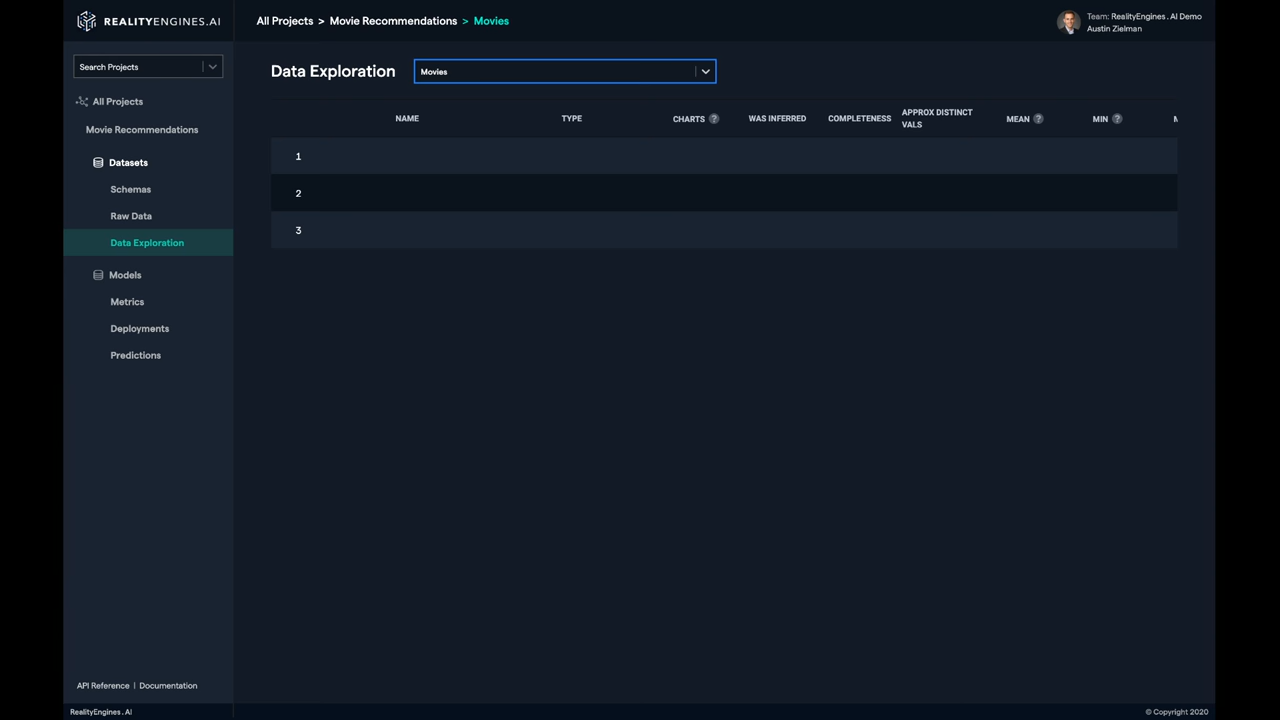 REALITYENGINES.AI
All Projects > Movie Recommendations > Movies
Team: RealityEngines.AI Demo
Austin Zielman
Search Projects
All Projects
Movie Recommendations
Datasets
Schemas
Raw Data
Data Exploration
Models
Metrics
Deployments
Predictions
API Reference | Documentation
RealityEngines.AI
Data Exploration
Movies
NAME TYPE CHARTS ? WAS INFERRED COMPLETENESS APPROX DISTINCT VALS MEAN ? MIN ?
1
2
3
© Copyright 2020